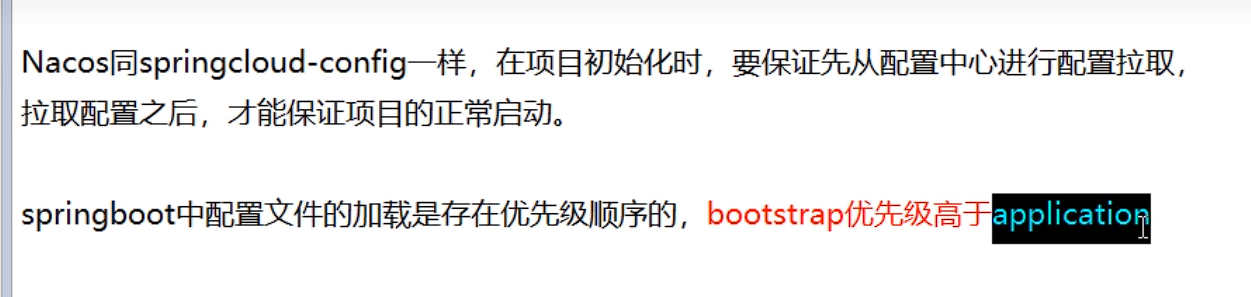 Nacos同springcloud-config一样，在项目初始化时，要保证先从配置中心进行配置拉取，
拉取配置之后，才能保证项目的正常启动。
springboot中配置文件的加载是存在优先级顺序的，bootstrap优先级高于application